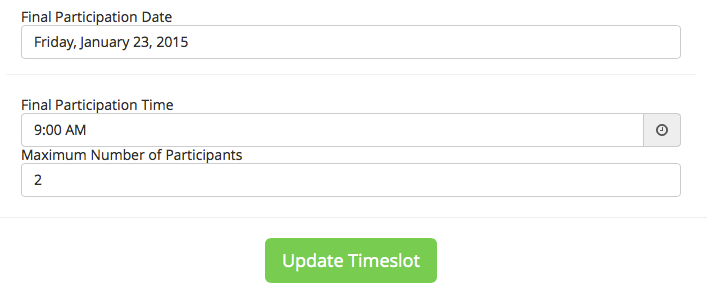 Final Participation Date
Friday, January 23, 2015
Final Participation Time
9:00 AM
Maximum Number of Participants
2
Update Timeslot